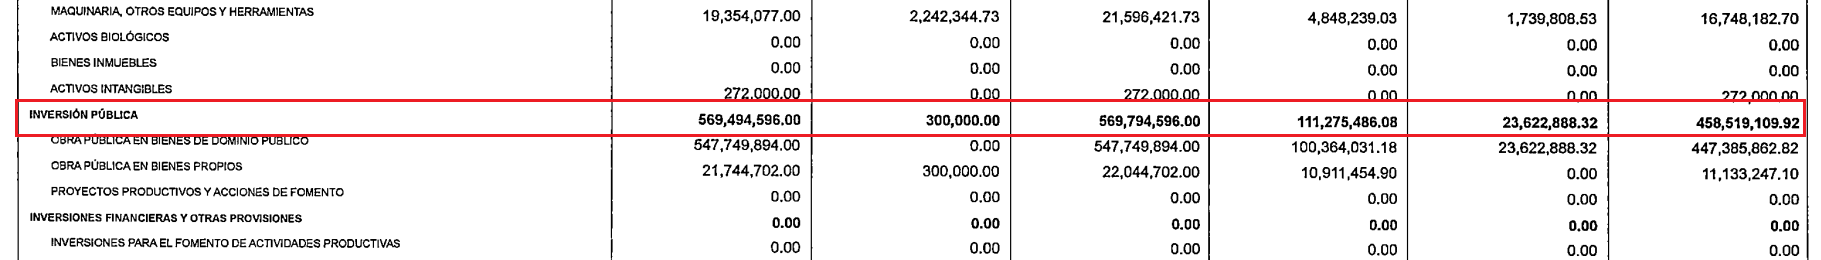 MAQUINARIA, OTROS EQUIPOS Y HERRAMIENTAS 19,354,077.00 2,242,344.73 21,596,421.73 4,848,239.03 1,739,808.53 16,748,182.70
ACTIVOS BIOLÓGICOS 0.00 0.00 0.00 0.00 0.00 0.00
BIENES INMUEBLES 0.00 0.00 0.00 0.00 0.00 0.00
ACTIVOS INTANGIBLES 272,000.00 0.00 272,000.00 0.00 0.00 272,000.00
INVERSIÓN PÚBLICA 569,494,596.00 300,000.00 569,794,596.00 111,275,486.08 23,622,888.32 458,519,109.92
OBRA PÚBLICA EN BIENES DE DOMINIO PÚBLICO 547,749,894.00 0.00 547,749,894.00 100,364,031.18 23,622,888.32 447,385,862.82
OBRA PÚBLICA EN BIENES PROPIOS 21,744,702.00 300,000.00 22,044,702.00 10,911,454.90 0.00 11,133,247.10
PROYECTOS PRODUCTIVOS Y ACCIONES DE FOMENTO 0.00 0.00 0.00 0.00 0.00 0.00
INVERSIONES FINANCIERAS Y OTRAS PROVISIONES 0.00 0.00 0.00 0.00 0.00 0.00
INVERSIONES PARA EL FOMENTO DE ACTIVIDADES PRODUCTIVAS 0.00 0.00 0.00 0.00 0.00 0.00